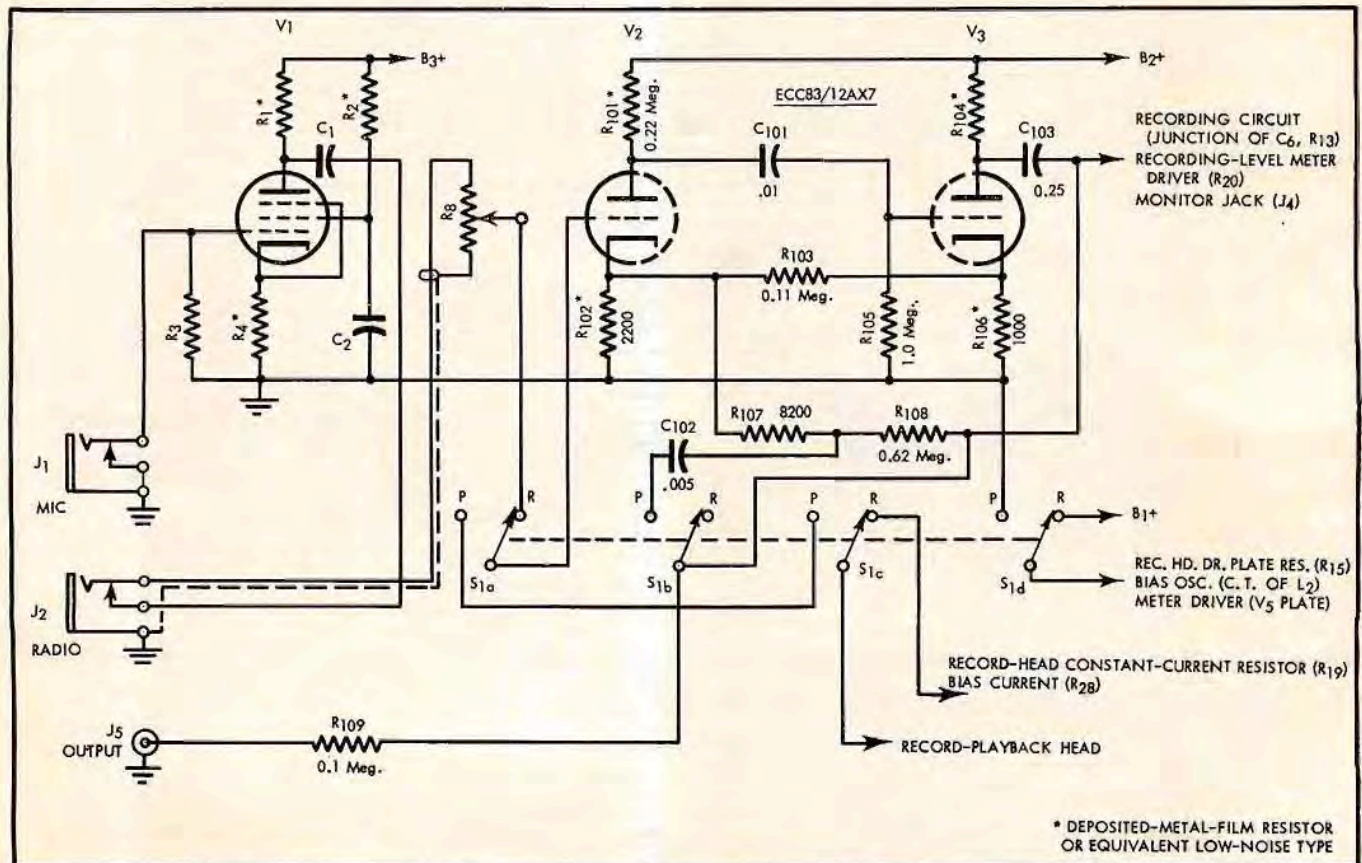 V1
V2
V3
B3+
B2+
R1*
R2*
C1
R101*
0.22 Meg.
ECC83/12AX7
C101
.01
R104*
C103
0.25
RECORDING CIRCUIT
(JUNCTION OF C6, R13)
RECORDING-LEVEL METER
DRIVER (R20)
MONITOR JACK (J4)
R8
R3
R4*
C2
R102*
2200
R103
0.11 Meg.
R105
1.0 Meg.
R106*
1000
R107 8200
R108
0.62 Meg.
C102
.005
J1
MIC
P R P R P R P R
B1+
S1a
S1b
S1c
S1d
REC. HD. DR. PLATE RES. (R15)
BIAS OSC. (C.T. OF L2)
METER DRIVER (V5 PLATE)
J2
RADIO
RECORD-HEAD CONSTANT-CURRENT RESISTOR (R19)
BIAS CURRENT (R28)
J5
OUTPUT
R109
0.1 Meg.
RECORD-PLAYBACK HEAD
* DEPOSITED-METAL-FILM RESISTOR
OR EQUIVALENT LOW-NOISE TYPE